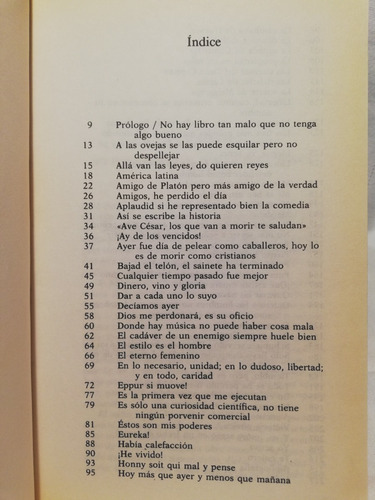 Índice
9 Prólogo / No hay libro tan malo que no tenga
algo bueno
13 A las ovejas se las puede esquilar pero no
despellejar
15 Allá van las leyes, do quieren reyes
18 América latina
22 Amigo de Platón pero más amigo de la verdad
26 Amigos, he perdido el día
28 Aplaudid si he representado bien la comedia
31 Así se escribe la historia
34 «Ave César, los que van a morir te saludan»
36 ¡Ay de los vencidos!
37 Ayer fue día de pelear como caballeros, hoy lo
es de morir como cristianos
41 Bajad el telón, el sainete ha terminado
45 Cualquier tiempo pasado fue mejor
49 Dinero, vino y gloria
51 Dar a cada uno lo suyo
55 Decíamos ayer
58 Dios me perdonará, es su oficio
60 Donde hay música no puede haber cosa mala
62 El cadáver de un enemigo siempre huele bien
64 El estilo es el hombre
66 El eterno femenino
69 En lo necesario, unidad; en lo dudoso, libertad;
y en todo, caridad
72 Eppur si muove!
77 Es la primera vez que me ejecutan
79 Es sólo una curiosidad científica, no tiene
ningún porvenir comercial
81 Éstos son mis poderes
85 Eureka!
88 Había calefacción
90 ¡He vivido!
93 Honny soit qui mal y pense
95 Hoy más que ayer y menos que mañana